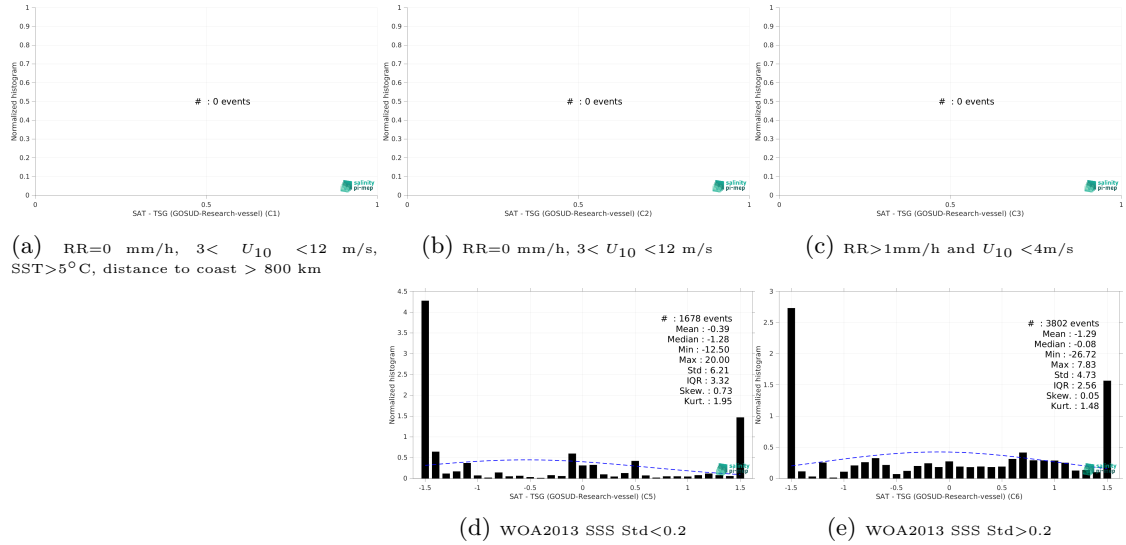 1
0.9
0.8
0.7
0.6
0.5
0.4
0.3
0.2
0.1
0
Normalized histogram
# : 0 events
salinity
pi-mep
0 0.5 1
SAT - TSG (GOSUD-Research-vessel) (C1)
(a) RR=0 mm/h, 3< U10 <12 m/s,
SST>5°C, distance to coast > 800 km
1
0.9
0.8
0.7
0.6
0.5
0.4
0.3
0.2
0.1
0
Normalized histogram
# : 0 events
salinity
pi-mep
0 0.5 1
SAT - TSG (GOSUD-Research-vessel) (C2)
(b) RR=0 mm/h, 3< U10 <12 m/s
1
0.9
0.8
0.7
0.6
0.5
0.4
0.3
0.2
0.1
0
Normalized histogram
# : 0 events
salinity
pi-mep
0 0.5 1
SAT - TSG (GOSUD-Research-vessel) (C3)
(c) RR>1mm/h and U10 <4m/s
4.5
4
3.5
3
2.5
2
1.5
1
0.5
0
Normalized histogram
# : 1678 events
Mean : -0.39
Median : -1.28
Min : -12.50
Max : 20.00
Std : 6.21
IQR : 3.32
Skew. : 0.73
Kurt. : 1.95
salinity
pi-mep
-1.5 -1 -0.5 0 0.5 1 1.5
SAT - TSG (GOSUD-Research-vessel) (C5)
(d) WOA2013 SSS Std<0.2
3
2.5
2
1.5
1
0.5
0
Normalized histogram
# : 3802 events
Mean : -1.29
Median : -0.08
Min : -26.72
Max : 7.83
Std : 4.73
IQR : 2.56
Skew. : 0.05
Kurt. : 1.48
salinity
pi-mep
-1.5 -1 -0.5 0 0.5 1 1.5
SAT - TSG (GOSUD-Research-vessel) (C6)
(e) WOA2013 SSS Std>0.2